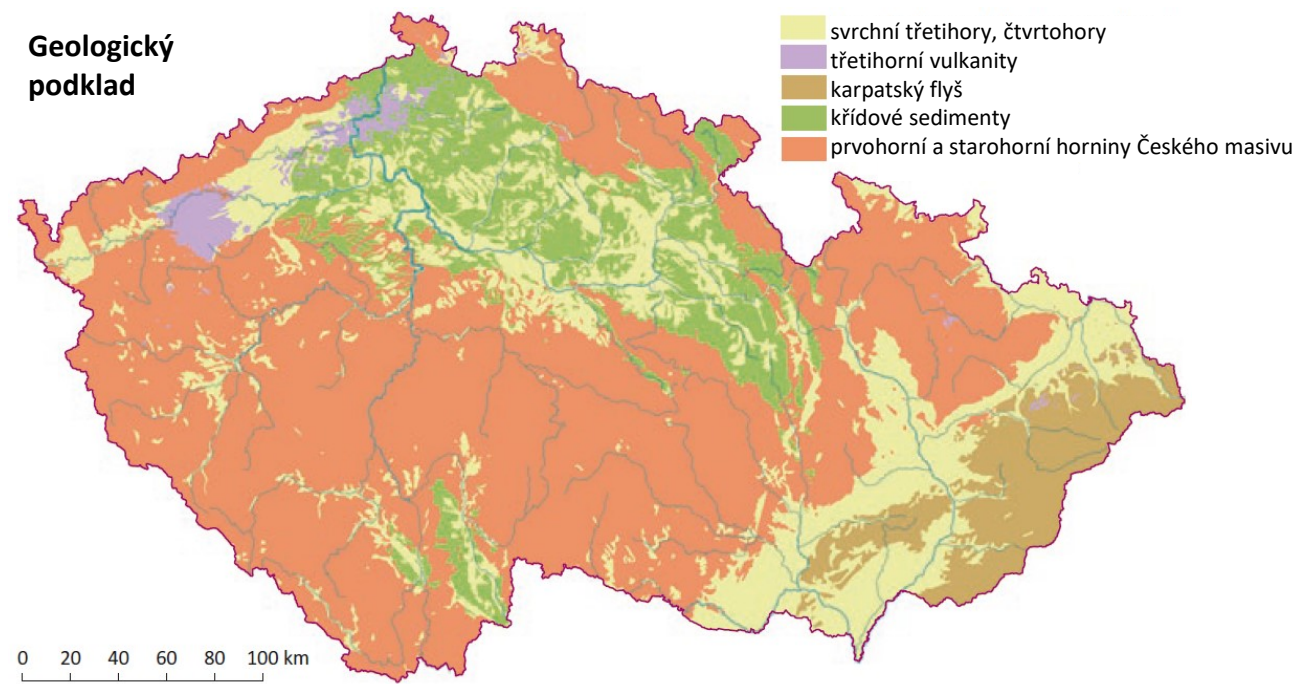 Geologický
podklad
svrchní třetihory, čtvrtohory
třetihorní vulkanity
karpatský flyš
křídové sedimenty
prvohorní a starohorní horniny Českého masivu
0 20 40 60 80 100 km